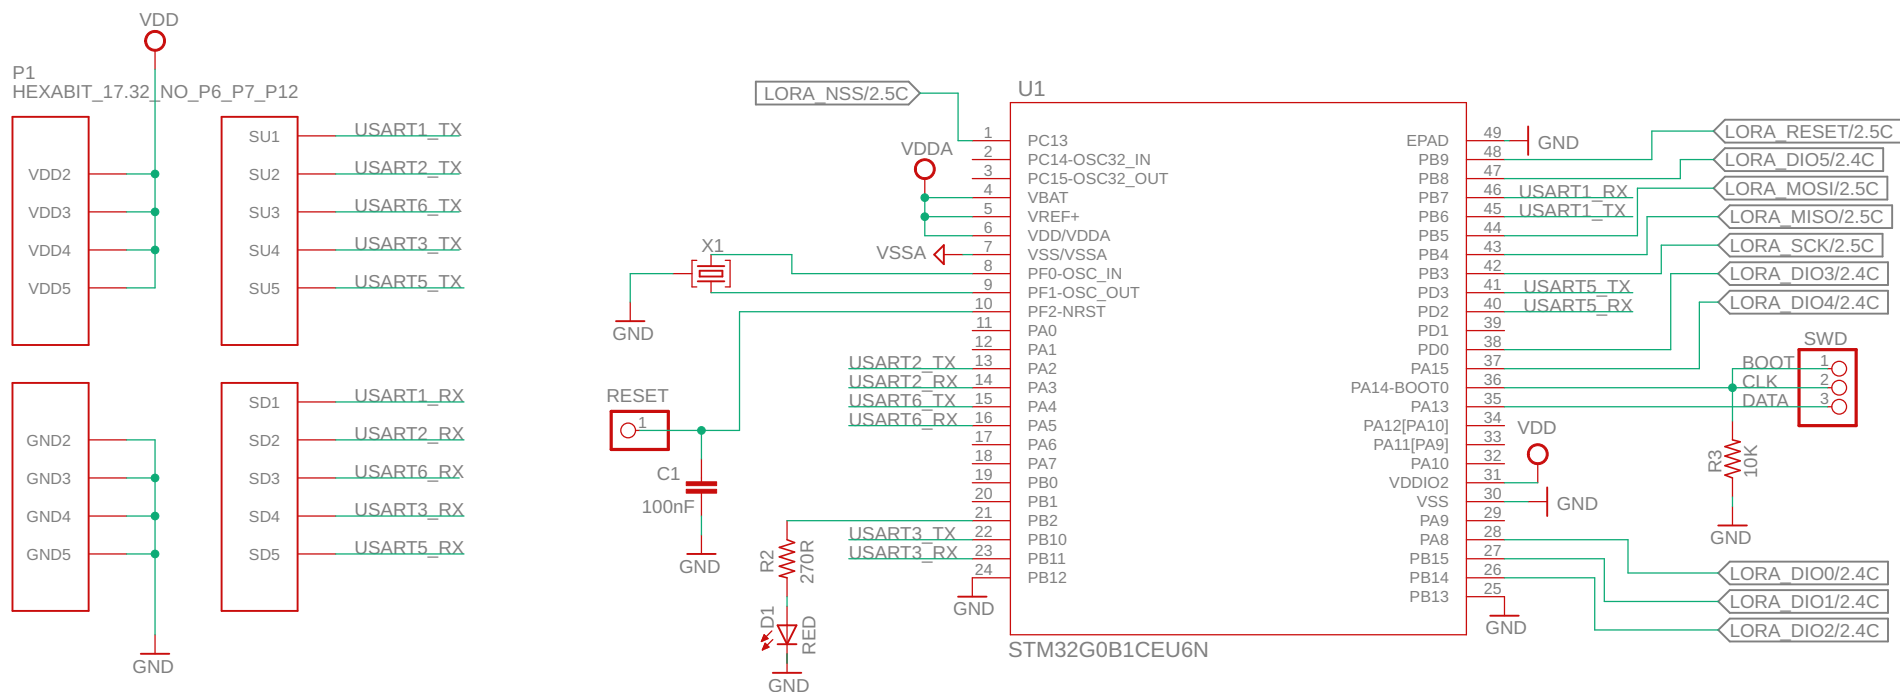 VDD
P1
HEXABIT_17.32_NO_P6_P7_P12
VDD2
VDD3
VDD4
VDD5
SU1 USART1_TX
SU2 USART2_TX
SU3 USART6_TX
SU4 USART3_TX
SU5 USART5_TX
GND2
GND3
GND4
GND5
GND
SD1 USART1_RX
SD2 USART2_RX
SD3 USART6_RX
SD4 USART3_RX
SD5 USART5_RX
LORA_NSS/2.5C
VDDA
VSSA
X1
GND
RESET
1
C1
100nF
GND
R2
270R
D1
RED
GND
U1
1 PC13
2 PC14-OSC32_IN
3 PC15-OSC32_OUT
4 VBAT
5 VREF+
6 VDD/VDDA
7 VSS/VSSA
8 PF0-OSC_IN
9 PF1-OSC_OUT
10 PF2-NRST
11 PA0
12 PA1
USART2_TX 13 PA2
USART2_RX 14 PA3
USART6_TX 15 PA4
USART6_RX 16 PA5
17 PA6
18 PA7
19 PB0
20 PB1
21 PB2
USART3_TX 22 PB10
USART3_RX 23 PB11
24 PB12
GND
EPAD 49 GND
PB9 48
PB8 47
PB7 46 USART1_RX
PB6 45 USART1_TX
PB5 44
PB4 43
PB3 42
PD3 41 USART5_TX
PD2 40 USART5_RX
PD1 39
PD0 38
PA15 37
PA14-BOOT0 36
PA13 35
PA12[PA10] 34
PA11[PA9] 33
PA10 32
VDDIO2 31
VSS 30 GND
PA9 29
PA8 28
PB15 27
PB14 26
PB13 25
GND
STM32G0B1CEU6N
VDD
LORA_RESET/2.5C
LORA_DIO5/2.4C
LORA_MOSI/2.5C
LORA_MISO/2.5C
LORA_SCK/2.5C
LORA_DIO3/2.4C
LORA_DIO4/2.4C
SWD
BOOT 1
CLK 2
DATA 3
R3
10K
GND
LORA_DIO0/2.4C
LORA_DIO1/2.4C
LORA_DIO2/2.4C